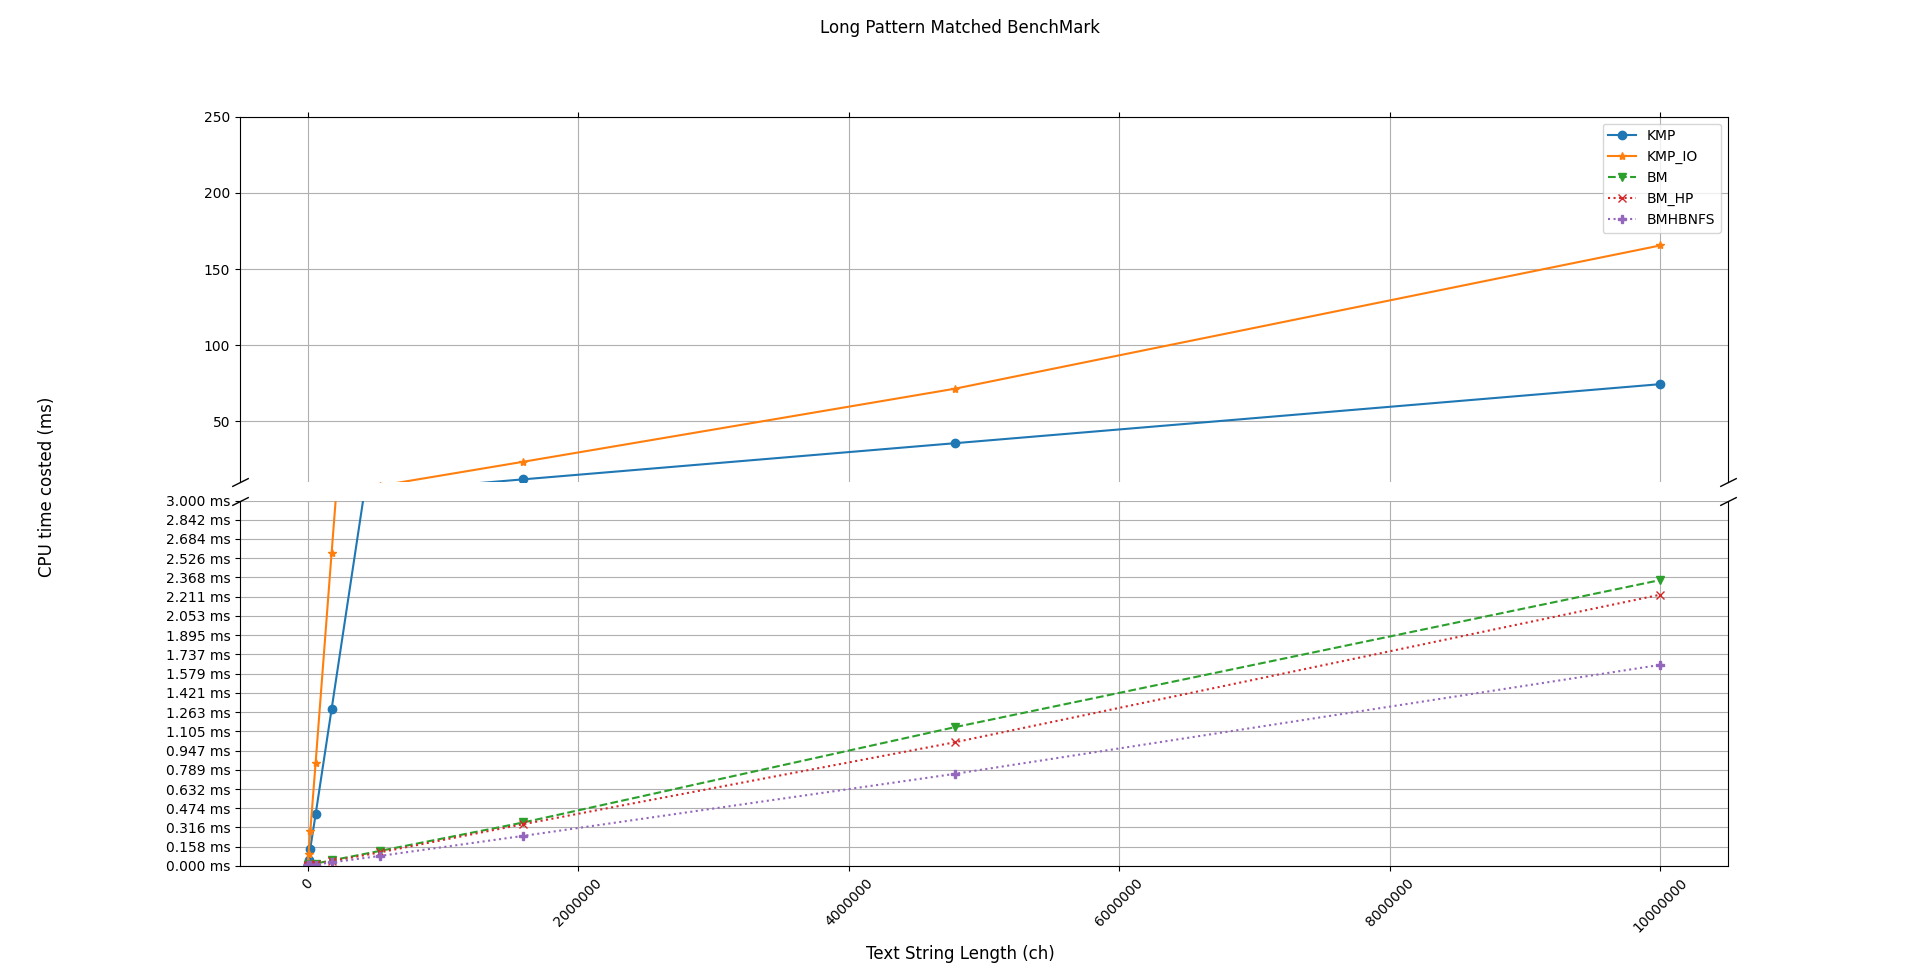 Long Pattern Matched BenchMark
250
200
150
100
50
KMP
KMP_IO
BM
BM_HP
BMHBNFS
CPU time costed (ms)
3.000 ms
2.842 ms
2.684 ms
2.526 ms
2.368 ms
2.211 ms
2.053 ms
1.895 ms
1.737 ms
1.579 ms
1.421 ms
1.263 ms
1.105 ms
0.947 ms
0.789 ms
0.632 ms
0.474 ms
0.316 ms
0.158 ms
0.000 ms
0
2000000
4000000
6000000
8000000
10000000
Text String Length (ch)